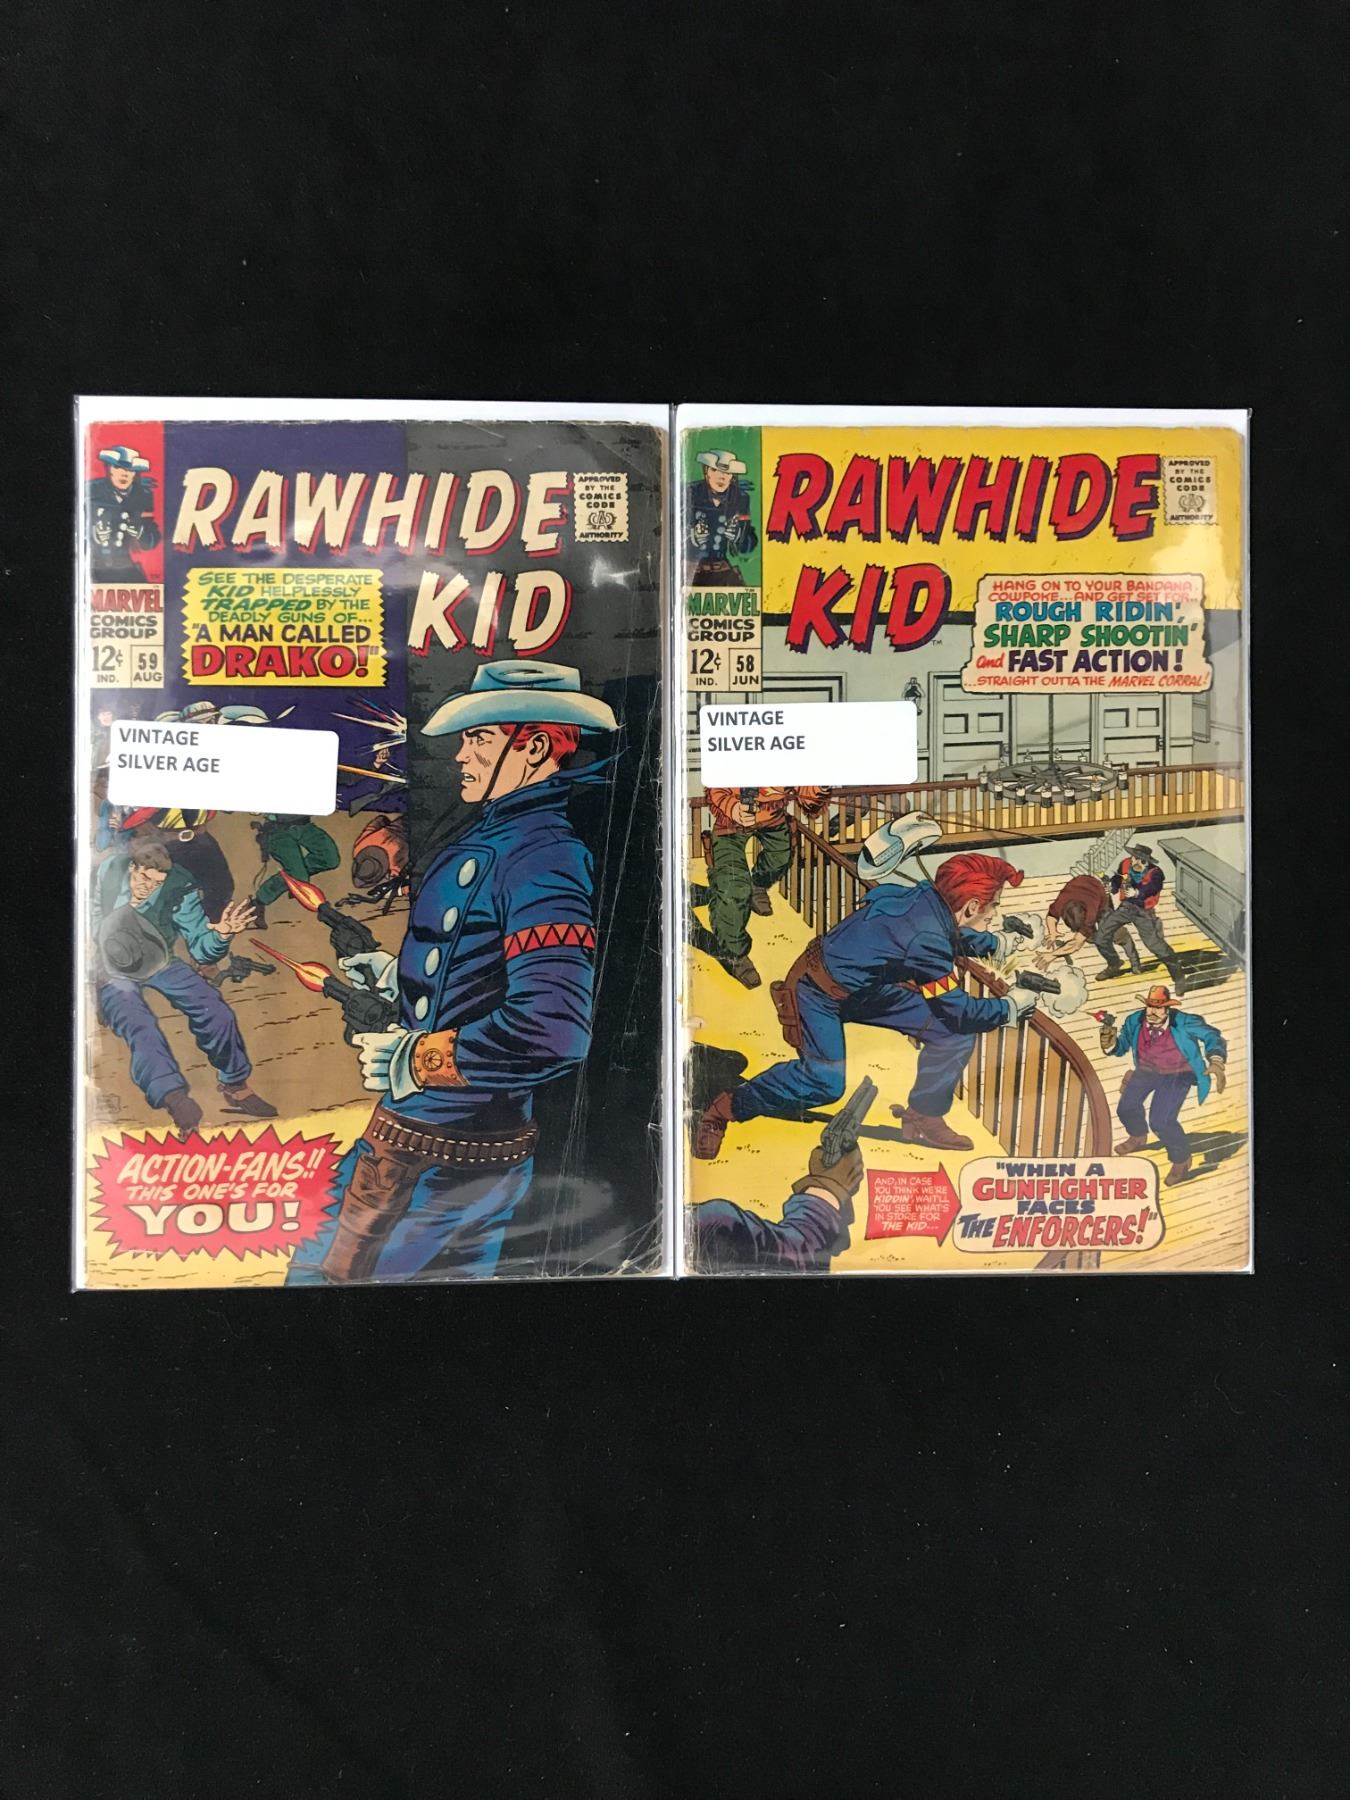 RAWHIDE
KID
APPROVED
BY THE
COMICS
CODE
AUTHORITY
SEE THE DESPERATE
KID HELPLESSLY
TRAPPED BY THE
DEADLY GUNS OF...
"A MAN CALLED
DRAKO!"
MARVEL
COMICS
GROUP
12¢
IND.
59
AUG
VINTAGE
SILVER AGE
ACTION-FANS!!
THIS ONE'S FOR
YOU!
RAWHIDE
KID
TM
APPROVED
BY THE
COMICS
CODE
AUTHORITY
HANG ON TO YOUR BANDANA,
COWPOKE...AND GET SET FOR...
ROUGH RIDIN',
SHARP SHOOTIN'
and FAST ACTION!
...STRAIGHT OUTTA THE MARVEL CORRAL!
MARVEL
COMICS
GROUP
12¢
IND.
58
JUN
VINTAGE
SILVER AGE
AND, IN CASE
YOU THINK WE'RE
KIDDIN', WAIT'LL
YOU SEE WHAT'S
IN STORE FOR
THE KID...
"WHEN A
GUNFIGHTER
FACES
THE ENFORCERS!"